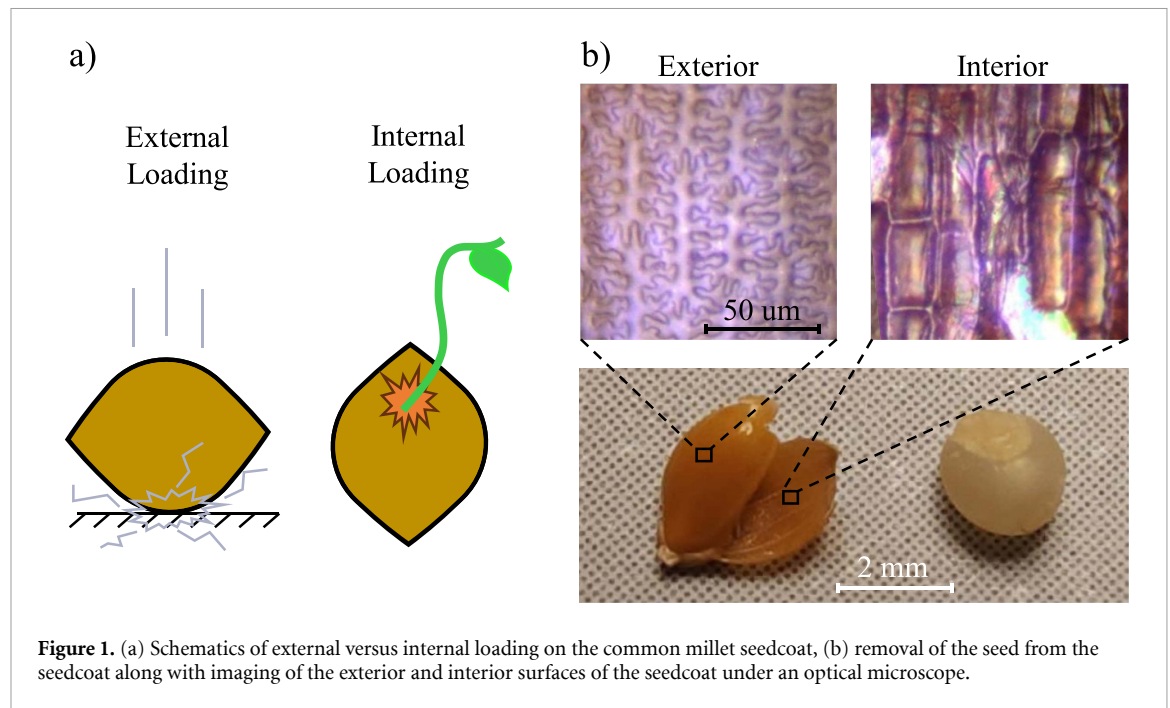 a)
External
Loading
Internal
Loading
b)
Exterior
Interior
50 um
2 mm
Figure 1. (a) Schematics of external versus internal loading on the common millet seedcoat, (b) removal of the seed from the
seedcoat along with imaging of the exterior and interior surfaces of the seedcoat under an optical microscope.